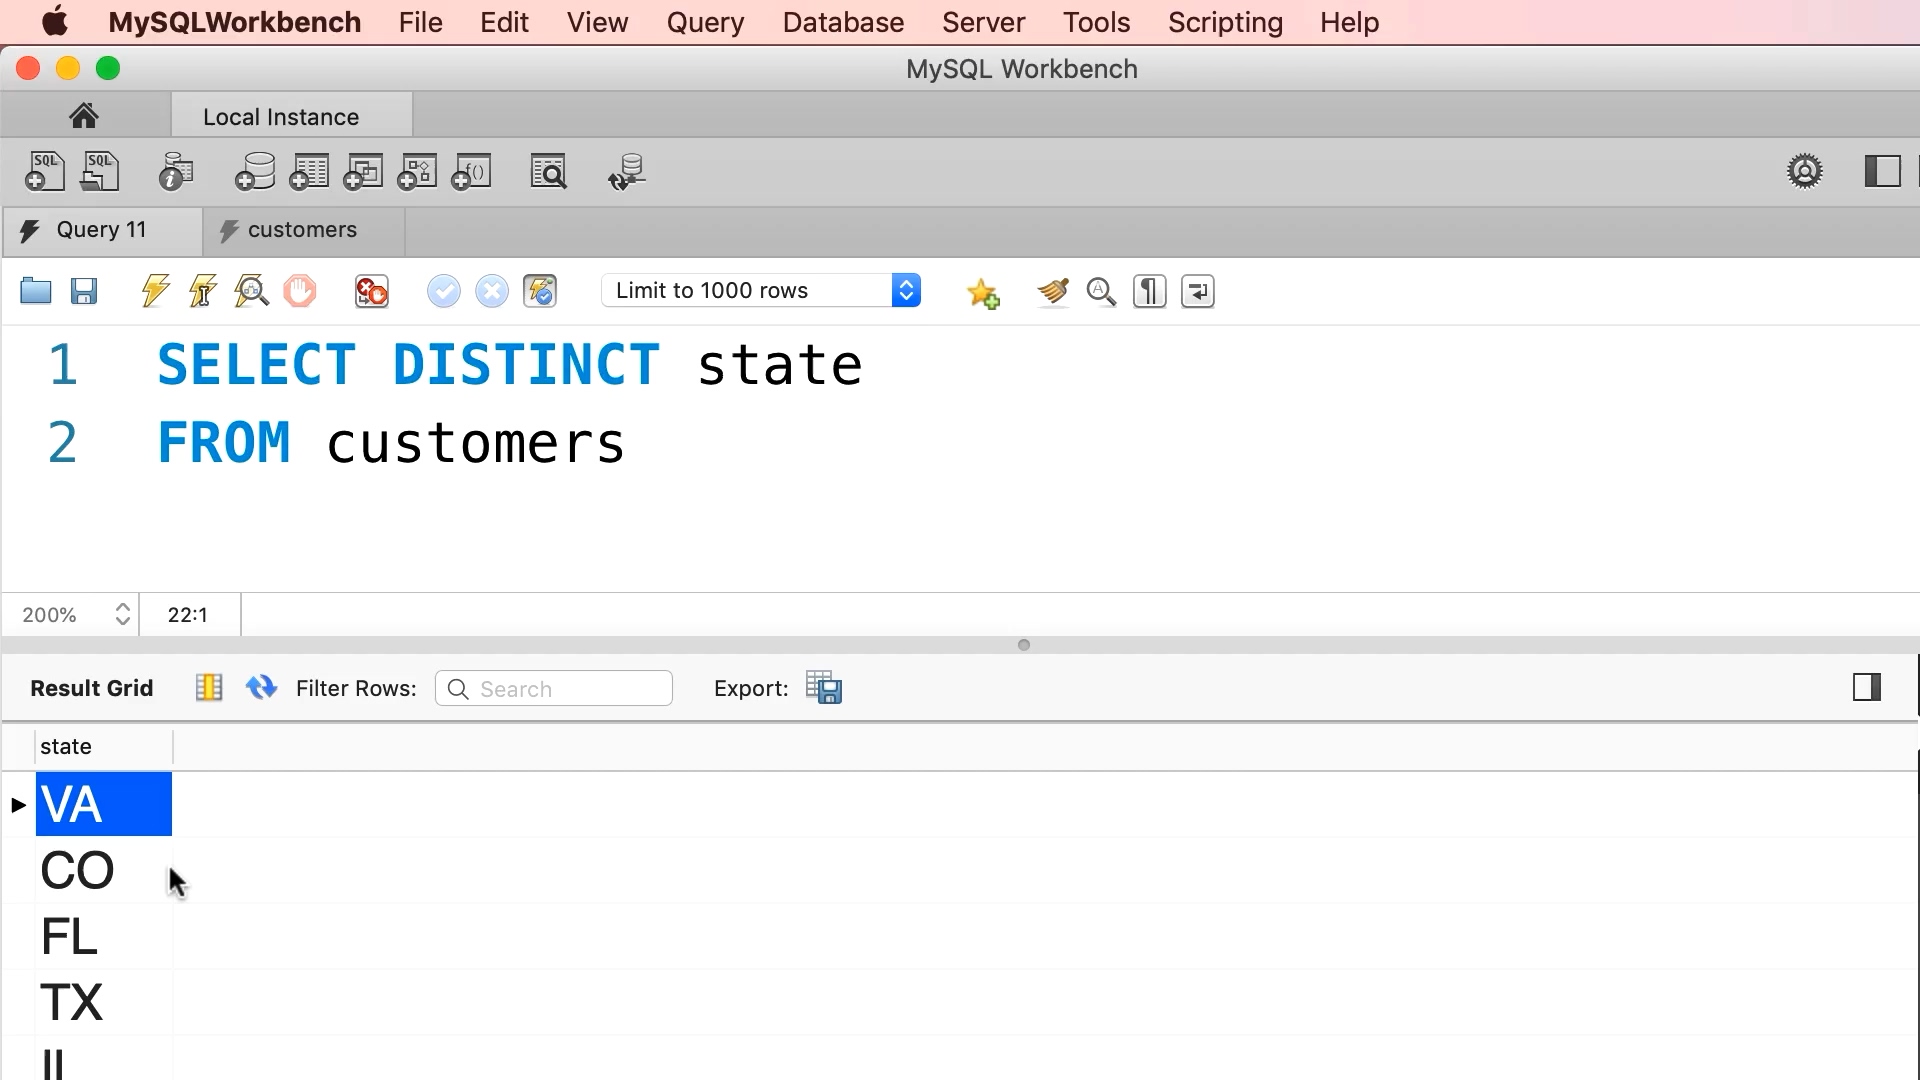 MySQLWorkbench File Edit View Query Database Server Tools Scripting Help
MySQL Workbench
Local Instance
SQL SQL
Query 11 customers
Limit to 1000 rows
1 SELECT DISTINCT state
2 FROM customers
200% 22:1
Result Grid Filter Rows: Search Export:
state
VA
CO
FL
TX